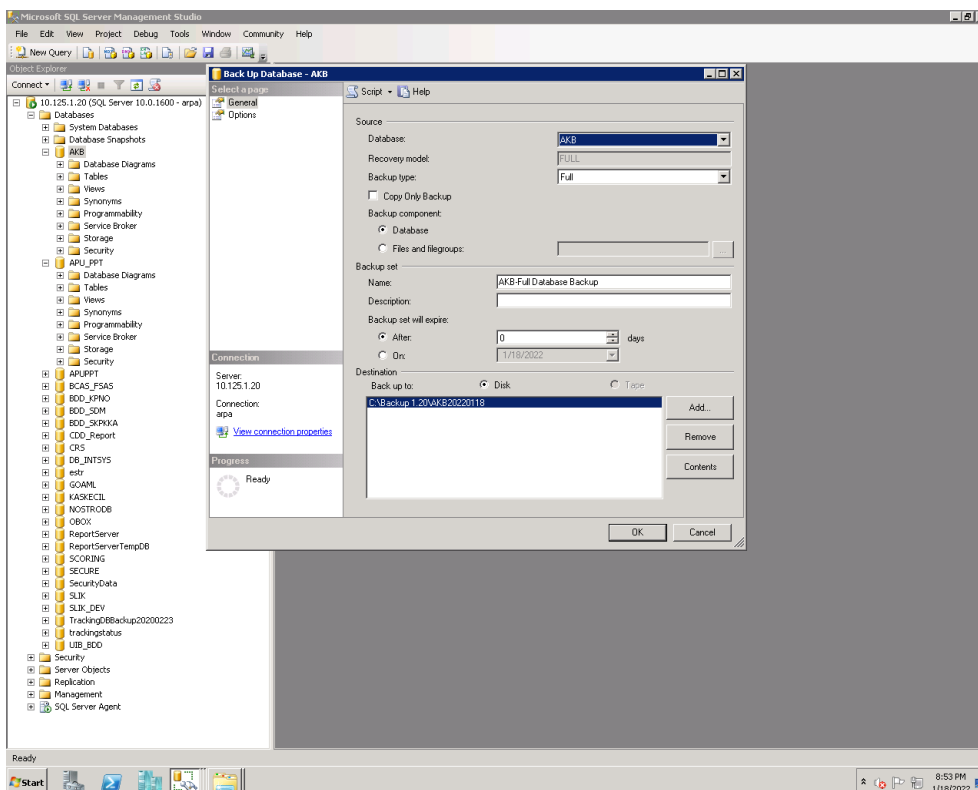 Microsoft SQL Server Management Studio
File Edit View Project Debug Tools Window Community Help
New Query
Object Explorer
Connect
10.125.1.20 (SQL Server 10.0.1600 - arpa)
Databases
System Databases
Database Snapshots
AKB
Database Diagrams
Tables
Views
Synonyms
Programmability
Service Broker
Storage
Security
APU_PPT
Database Diagrams
Tables
Views
Synonyms
Programmability
Service Broker
Storage
Security
APUPPT
BCAS_FSAS
BDD_KPNO
BDD_SDM
BDD_SKPKKA
CDD_Report
CRS
DB_INTSYS
estr
GOAML
KASKECIL
NOSTRODB
OBOX
ReportServer
ReportServerTempDB
SCORING
SECURE
SecurityData
SLIK
SLIK_DEV
TrackingDBBackup20200223
trackingstatus
UIB_BDD
Security
Server Objects
Replication
Management
SQL Server Agent
Back Up Database - AKB
Select a page
General
Options
Script Help
Source
Database: AKB
Recovery model: FULL
Backup type: Full
Copy Only Backup
Backup component:
Database
Files and filegroups: ...
Backup set
Name: AKB-Full Database Backup
Description:
Backup set will expire:
After: 0 days
On: 1/18/2022
Destination
Back up to: Disk Tape
C:\Backup 1.20\AKB20220118
Add...
Remove
Contents
Connection
Server:
10.125.1.20
Connection:
arpa
View connection properties
Progress
Ready
OK Cancel
Ready
Start
8:53 PM
1/18/2022